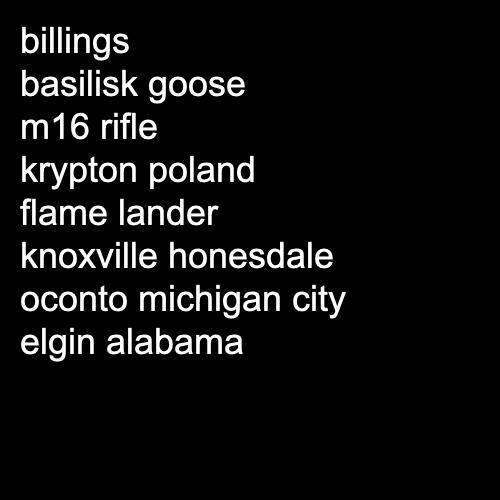 billings
basilisk goose
m16 rifle
krypton poland
flame lander
knoxville honesdale
oconto michigan city
elgin alabama